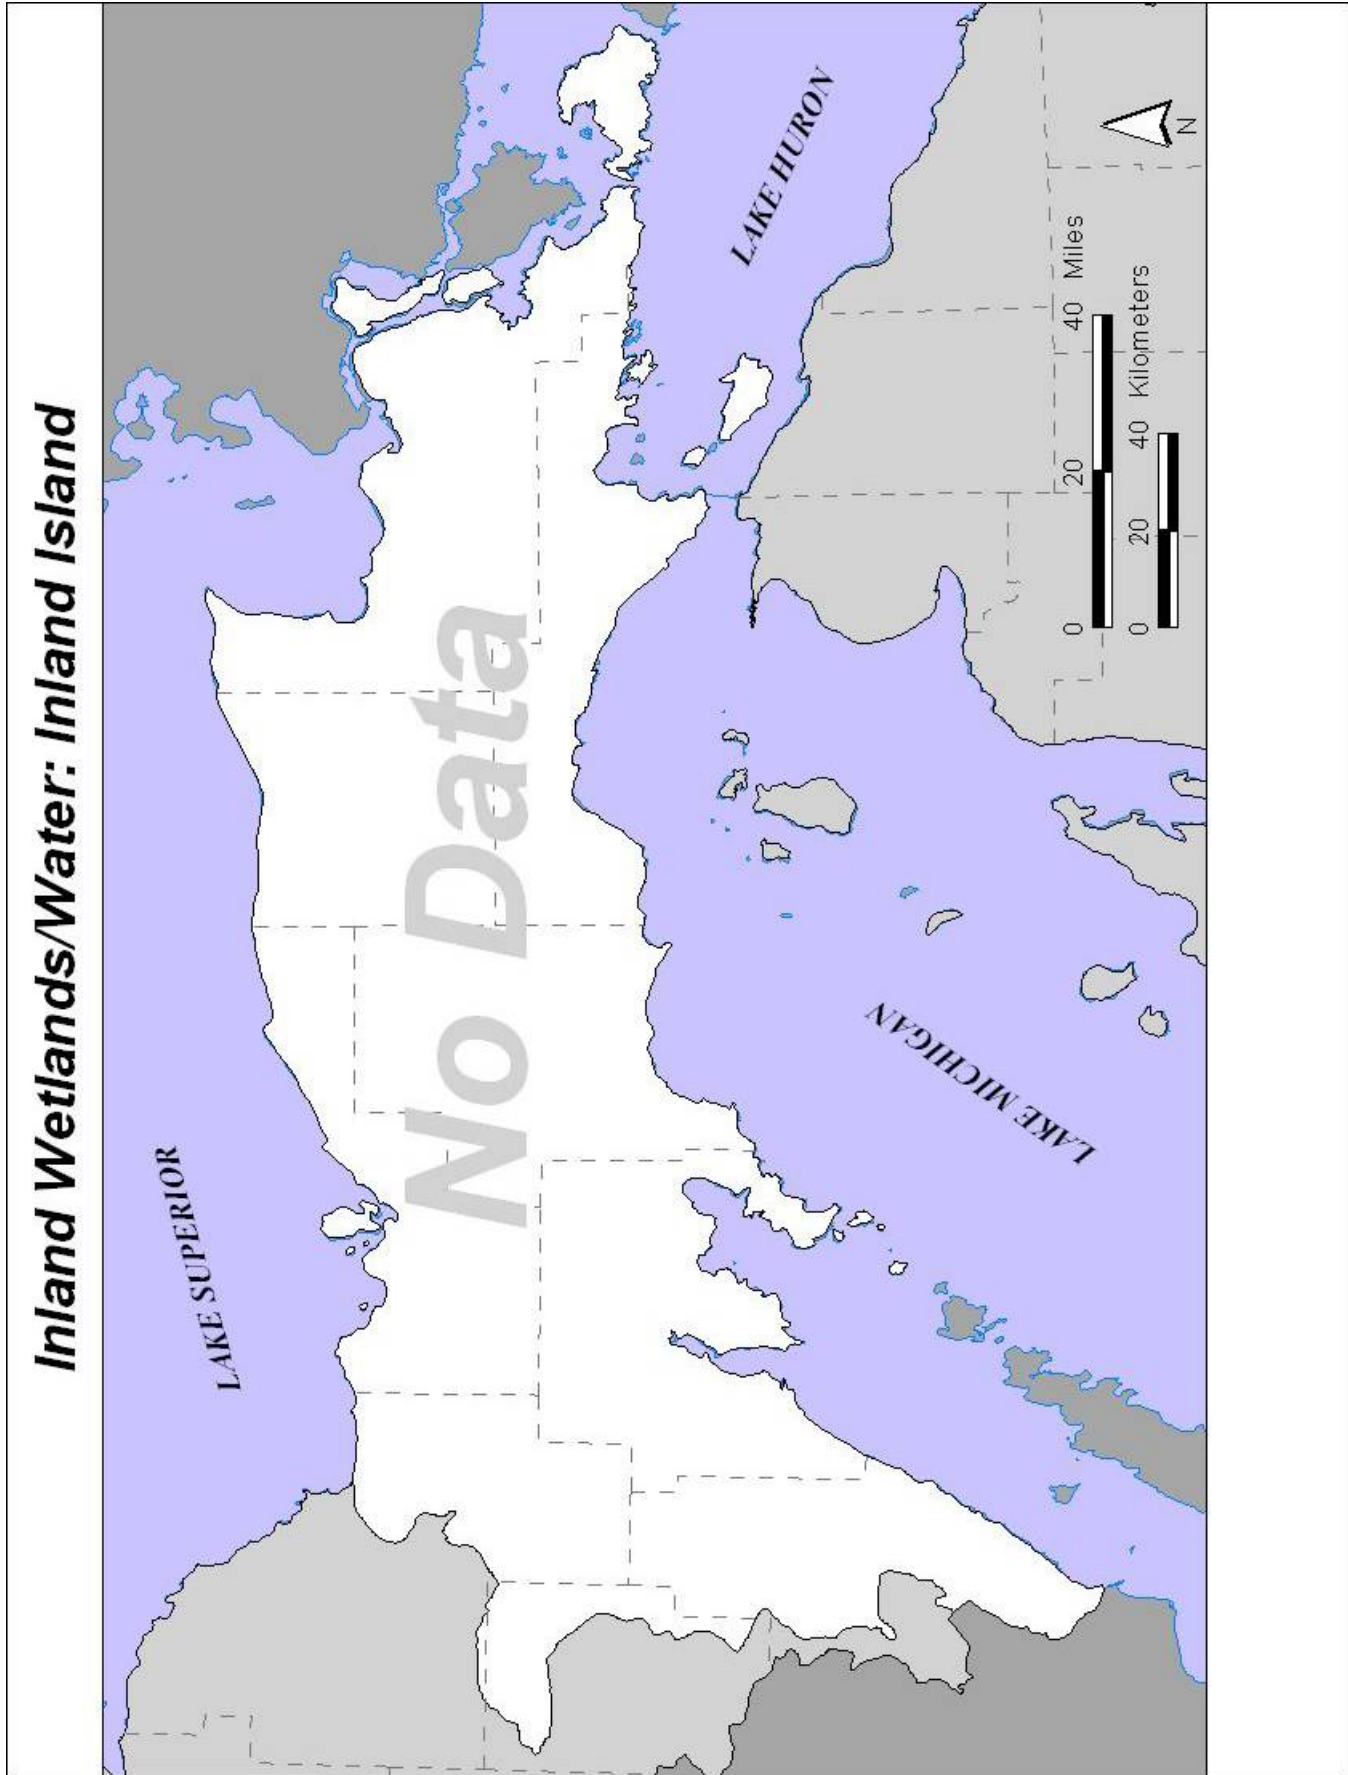 Inland Wetlands/Water: Inland Island
LAKE SUPERIOR
No Data
LAKE HURON
LAKE MICHIGAN
0 20 40 Miles
0 20 40 Kilometers
N